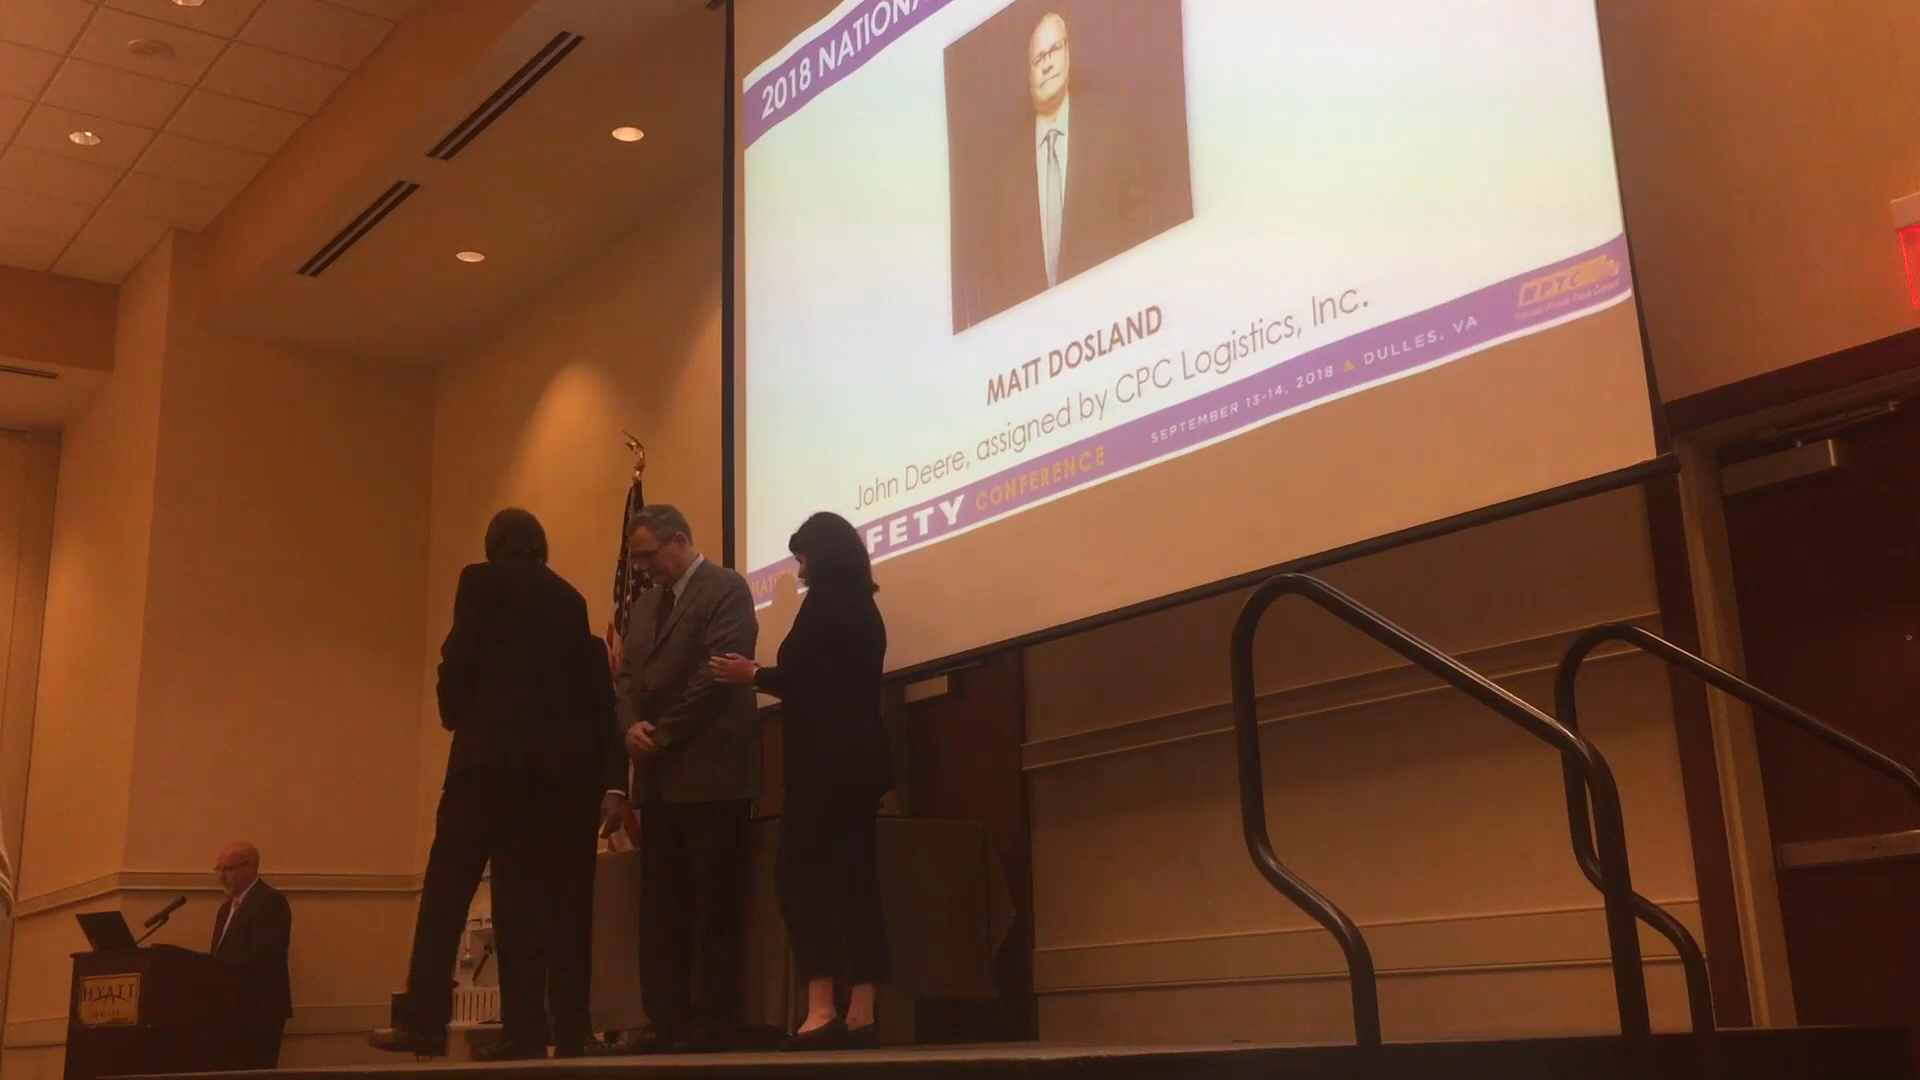 2018 NATIONA
MATT DOSLAND
John Deere, assigned by CPC Logistics, Inc.
FETY CONFERENCE SEPTEMBER 13-14, 2018 ▲ DULLES, VA
NPTC
HYATT